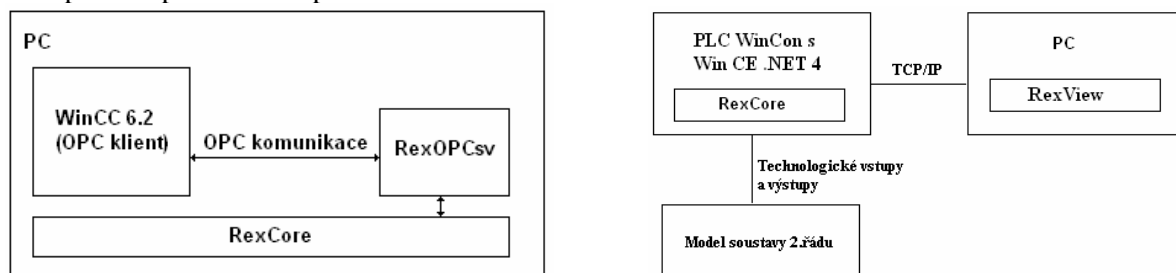 PC
WinCC 6.2
(OPC klient)
OPC komunikace
RexOPCsv
RexCore
PLC WinCon s
Win CE .NET 4
RexCore
TCP/IP
PC
RexView
Technologické vstupy
a výstupy
Model soustavy 2.řádu